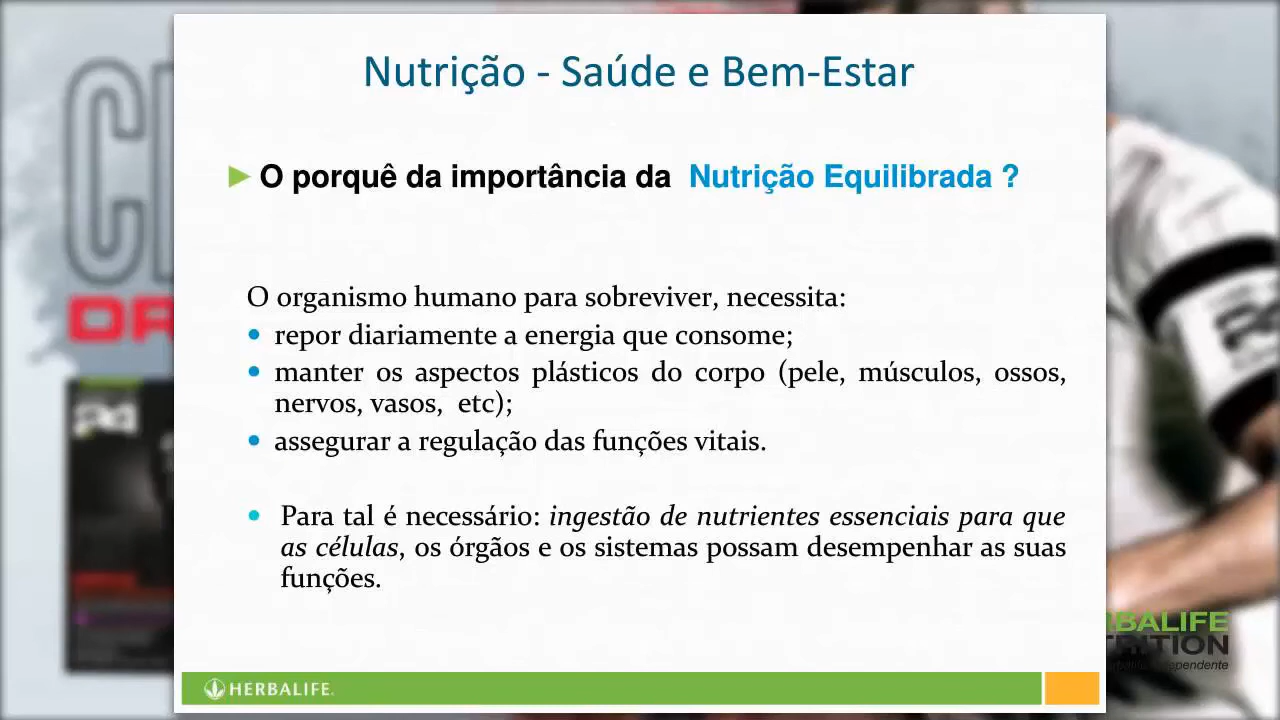 Nutrição - Saúde e Bem-Estar
O porquê da importância da Nutrição Equilibrada ?
O organismo humano para sobreviver, necessita:
repor diariamente a energia que consome;
manter os aspectos plásticos do corpo (pele, músculos, ossos,
nervos, vasos, etc);
assegurar a regulação das funções vitais.
Para tal é necessário: ingestão de nutrientes essenciais para que
as células, os órgãos e os sistemas possam desempenhar as suas
funções.
HERBALIFE